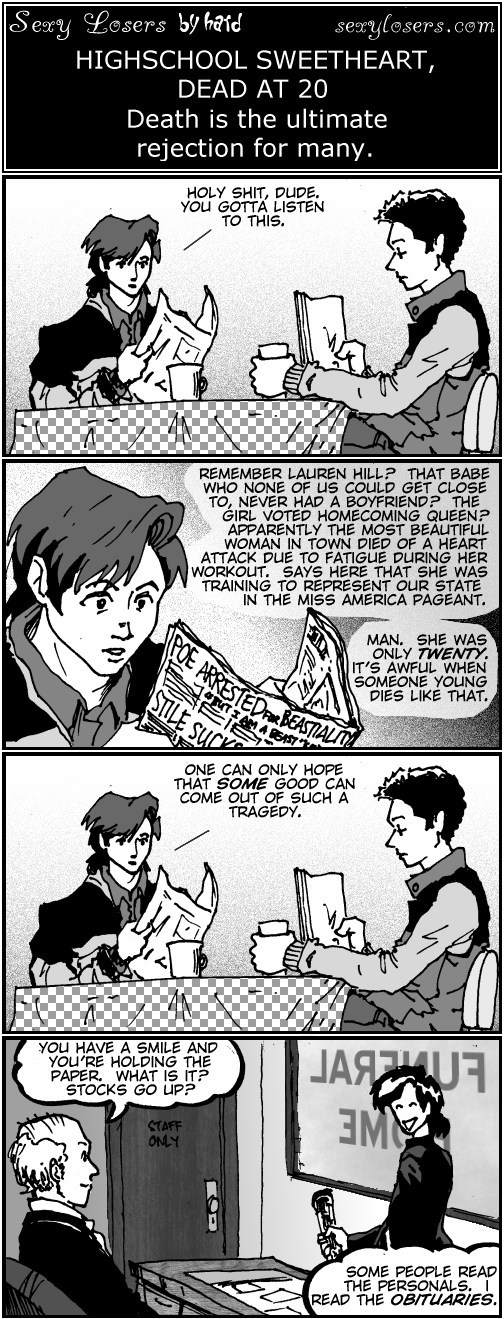 Sexy Losers by hard
sexylosers.com
HIGHSCHOOL SWEETHEART,
DEAD AT 20
Death is the ultimate
rejection for many.
HOLY SHIT, DUDE.
YOU GOTTA LISTEN
TO THIS.
REMEMBER LAUREN HILL? THAT BABE
WHO NONE OF US COULD GET CLOSE
TO, NEVER HAD A BOYFRIEND? THE
GIRL VOTED HOMECOMING QUEEN?
APPARENTLY THE MOST BEAUTIFUL
WOMAN IN TOWN DIED OF A HEART
ATTACK DUE TO FATIGUE DURING HER
WORKOUT. SAYS HERE THAT SHE WAS
TRAINING TO REPRESENT OUR STATE
IN THE MISS AMERICA PAGEANT.
MAN. SHE WAS
ONLY TWENTY.
IT'S AWFUL WHEN
SOMEONE YOUNG
DIES LIKE THAT.
POE ARRESTED FOR BEASTIALITY
"BUT I AM A BEAST"
STILE SUCKS
ONE CAN ONLY HOPE
THAT SOME GOOD CAN
COME OUT OF SUCH A
TRAGEDY.
YOU HAVE A SMILE AND
YOU'RE HOLDING THE
PAPER. WHAT IS IT?
STOCKS GO UP?
FUNERAL
HOME
STAFF
ONLY
SOME PEOPLE READ
THE PERSONALS. I
READ THE OBITUARIES.